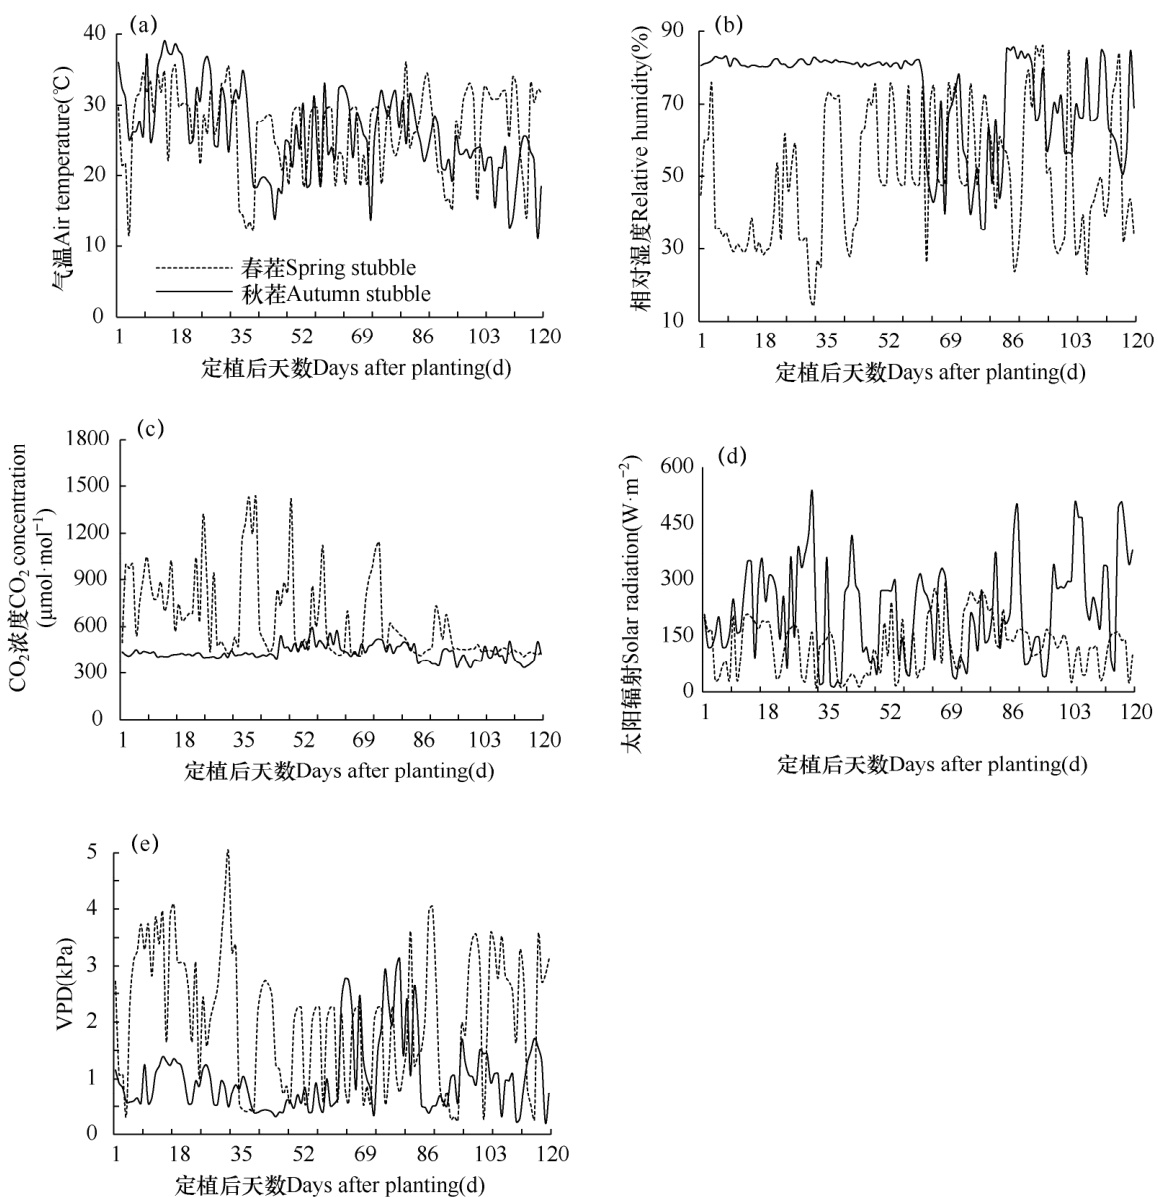 (a)
气温Air temperature(℃)
40
30
20
10
0
春茬Spring stubble
秋茬Autumn stubble
1 18 35 52 69 86 103 120
定植后天数Days after planting(d)
(b)
相对湿度Relative humidity(%)
90
70
50
30
10
1 18 35 52 69 86 103 120
定植后天数Days after planting(d)
(c)
CO₂浓度CO₂ concentration
(μmol·mol⁻¹)
1800
1500
1200
900
600
300
0
1 18 35 52 69 86 103 120
定植后天数Days after planting(d)
(d)
太阳辐射Solar radiation(W·m⁻²)
600
450
300
150
0
1 18 35 52 69 86 103 120
定植后天数Days after planting(d)
(e)
VPD(kPa)
5
4
3
2
1
0
1 18 35 52 69 86 103 120
定植后天数Days after planting(d)